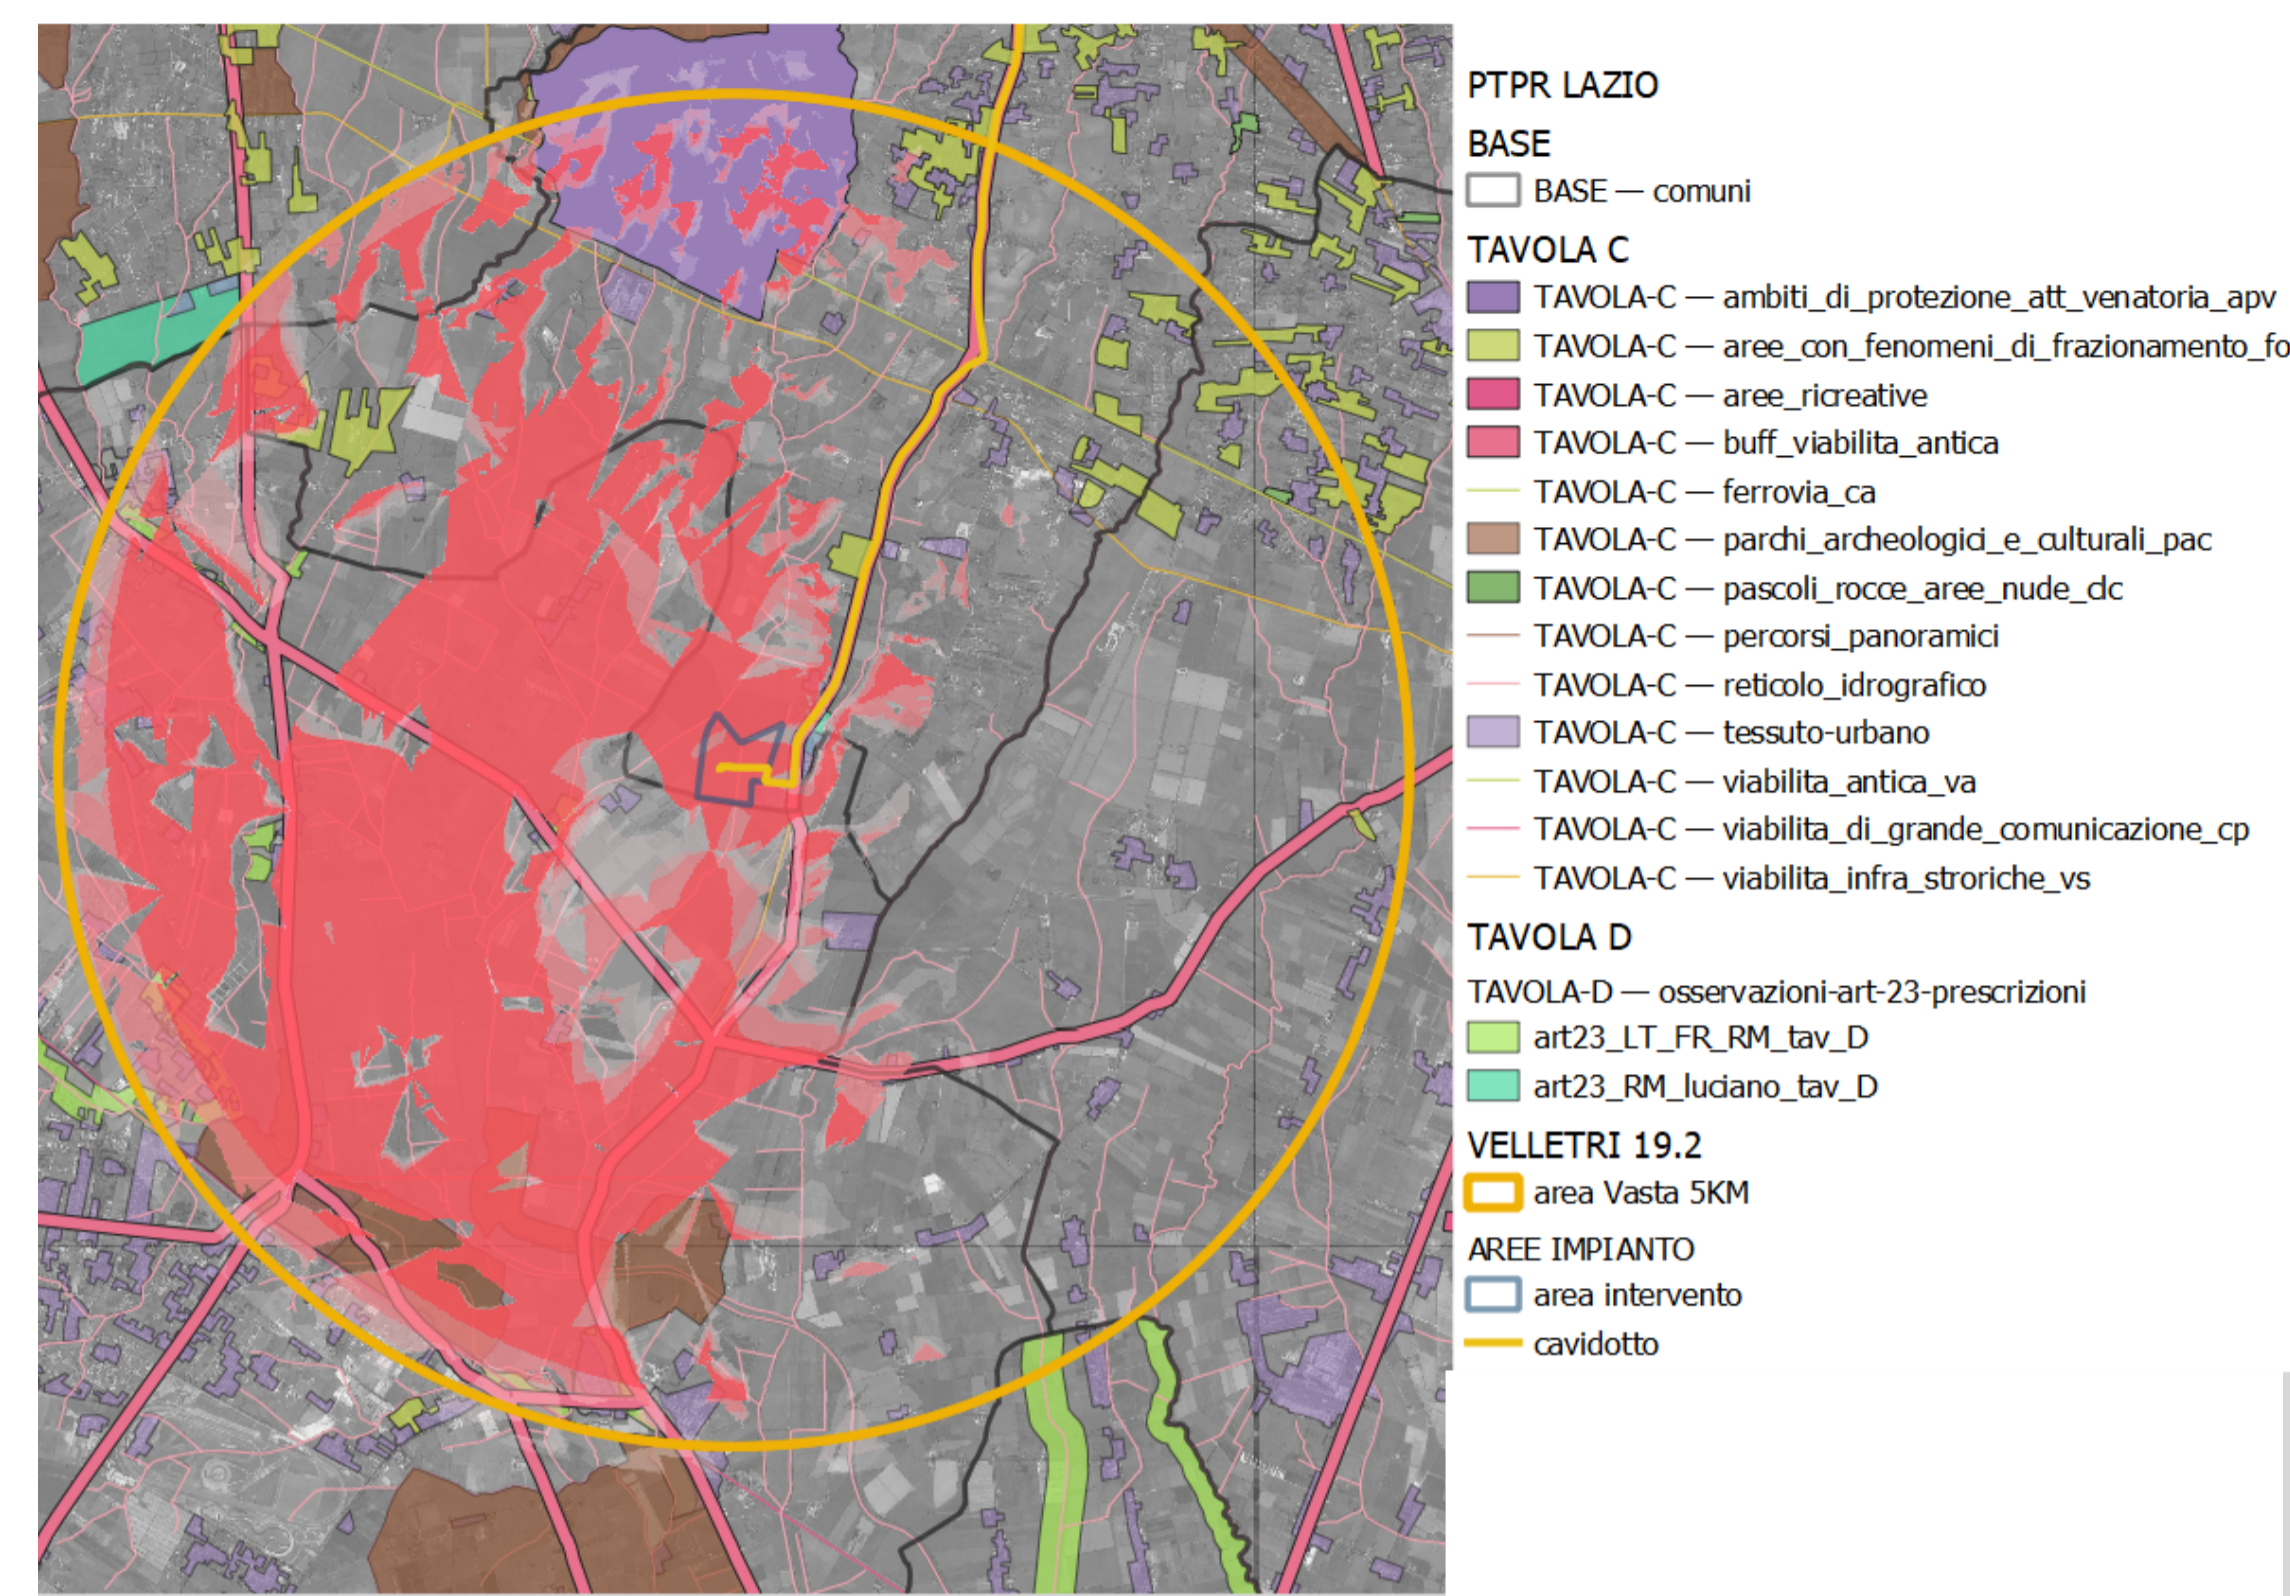 PTPR LAZIO
BASE
BASE — comuni
TAVOLA C
TAVOLA-C — ambiti_di_protezione_att_venatoria_apv
TAVOLA-C — aree_con_fenomeni_di_frazionamento_fo
TAVOLA-C — aree_ricreative
TAVOLA-C — buff_viabilita_antica
TAVOLA-C — ferrovia_ca
TAVOLA-C — parchi_archeologici_e_culturali_pac
TAVOLA-C — pascoli_rocce_aree_nude_clc
TAVOLA-C — percorsi_panoramici
TAVOLA-C — reticolo_idrografico
TAVOLA-C — tessuto-urbano
TAVOLA-C — viabilita_antica_va
TAVOLA-C — viabilita_di_grande_comunicazione_cp
TAVOLA-C — viabilita_infra_stroriche_vs
TAVOLA D
TAVOLA-D — osservazioni-art-23-prescrizioni
art23_LT_FR_RM_tav_D
art23_RM_luciano_tav_D
VELLETRI 19.2
area Vasta 5KM
AREE IMPIANTO
area intervento
cavidotto